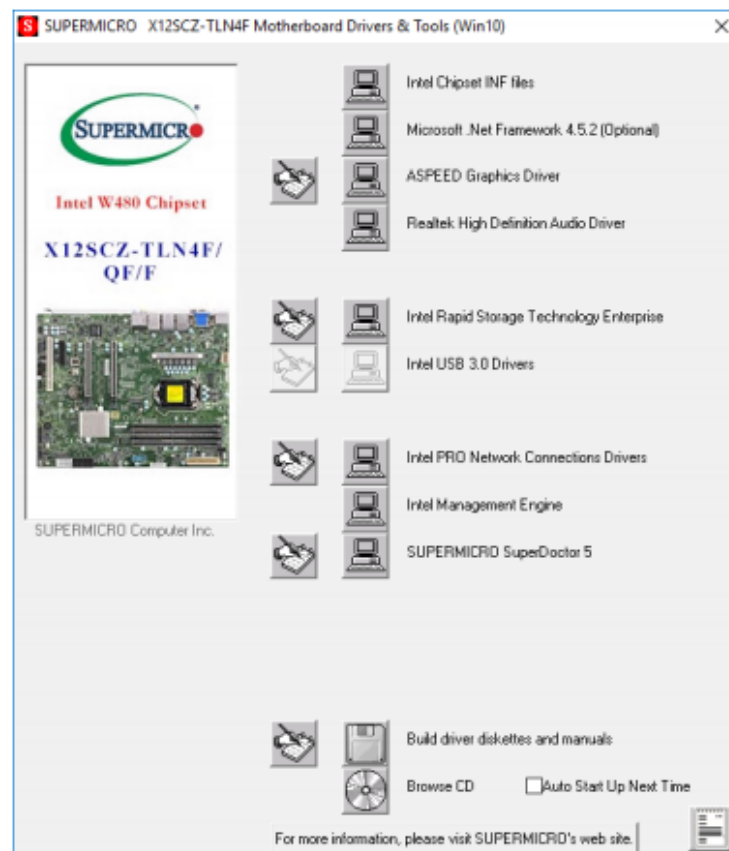 SUPERMICRO X12SCZ-TLN4F Motherboard Drivers & Tools (Win10)
SUPERMICRO
Intel W480 Chipset
X12SCZ-TLN4F/
QF/F
SUPERMICRO Computer Inc.
Intel Chipset INF files
Microsoft .Net Framework 4.5.2 (Optional)
ASPEED Graphics Driver
Realtek High Definition Audio Driver
Intel Rapid Storage Technology Enterprise
Intel USB 3.0 Drivers
Intel PRO Network Connections Drivers
Intel Management Engine
SUPERMICRO SuperDoctor 5
Build driver diskettes and manuals
Browse CD
Auto Start Up Next Time
For more information, please visit SUPERMICRO's web site.